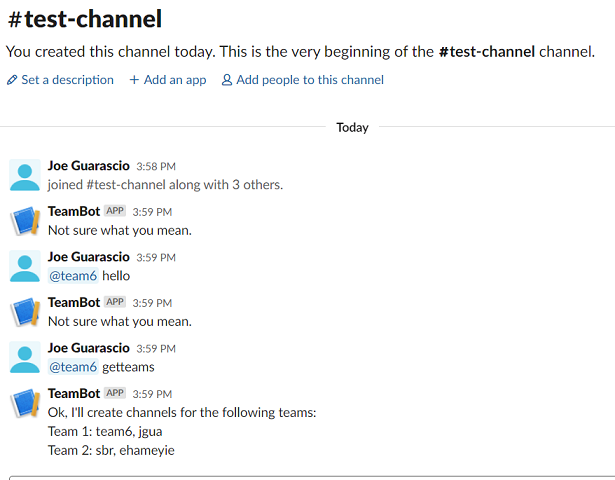 #test-channel
You created this channel today. This is the very beginning of the #test-channel channel.
Set a description + Add an app Add people to this channel
Today
Joe Guarascio 3:58 PM
joined #test-channel along with 3 others.
TeamBot APP 3:59 PM
Not sure what you mean.
Joe Guarascio 3:59 PM
@team6 hello
TeamBot APP 3:59 PM
Not sure what you mean.
Joe Guarascio 3:59 PM
@team6 getteams
TeamBot APP 3:59 PM
Ok, I'll create channels for the following teams:
Team 1: team6, jgua
Team 2: sbr, ehameyie